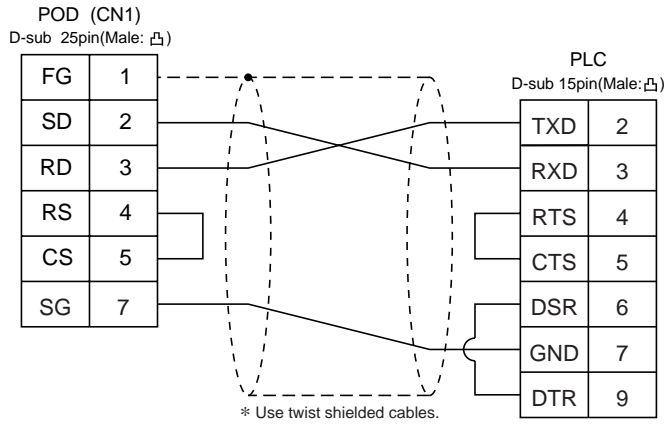 POD (CN1)
D-sub 25pin(Male: 凸)
FG 1
SD 2
RD 3
RS 4
CS 5
SG 7
PLC
D-sub 15pin(Male:凸)
TXD 2
RXD 3
RTS 4
CTS 5
DSR 6
GND 7
DTR 9
* Use twist shielded cables.